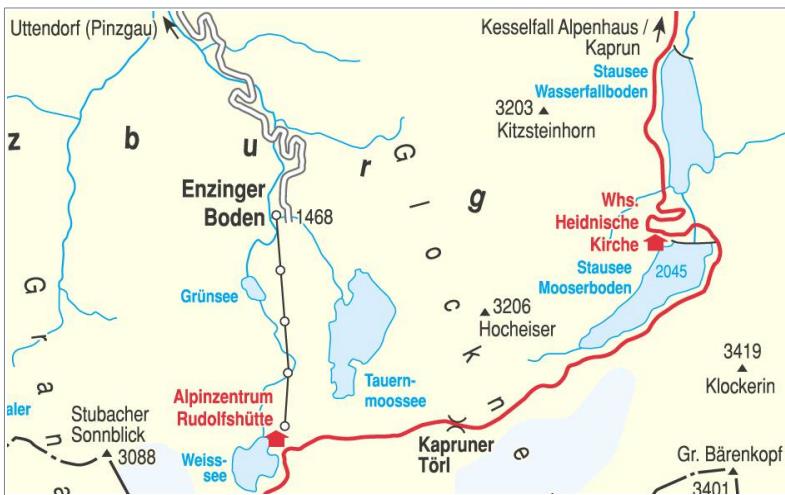 Uttendorf (Pinzgau)
Kesselfall Alpenhaus /
Kaprun
Stausee
Wasserfallboden
3203
Kitzsteinhorn
z b u r g
Enzinger
Boden
1468
Whs.
Heidnische
Kirche
Stausee
Mooserboden
2045
Grünsee
3206
Hocheiser
Tauern-
moossee
3419
Klockerin
Alpinzentrum
Rudolfshütte
Stubacher
Sonnblick
3088
Weiss-
see
Kapruner
Törl
Gr. Bärenkopf
3401
aler
G r a n a
G l o c k n e